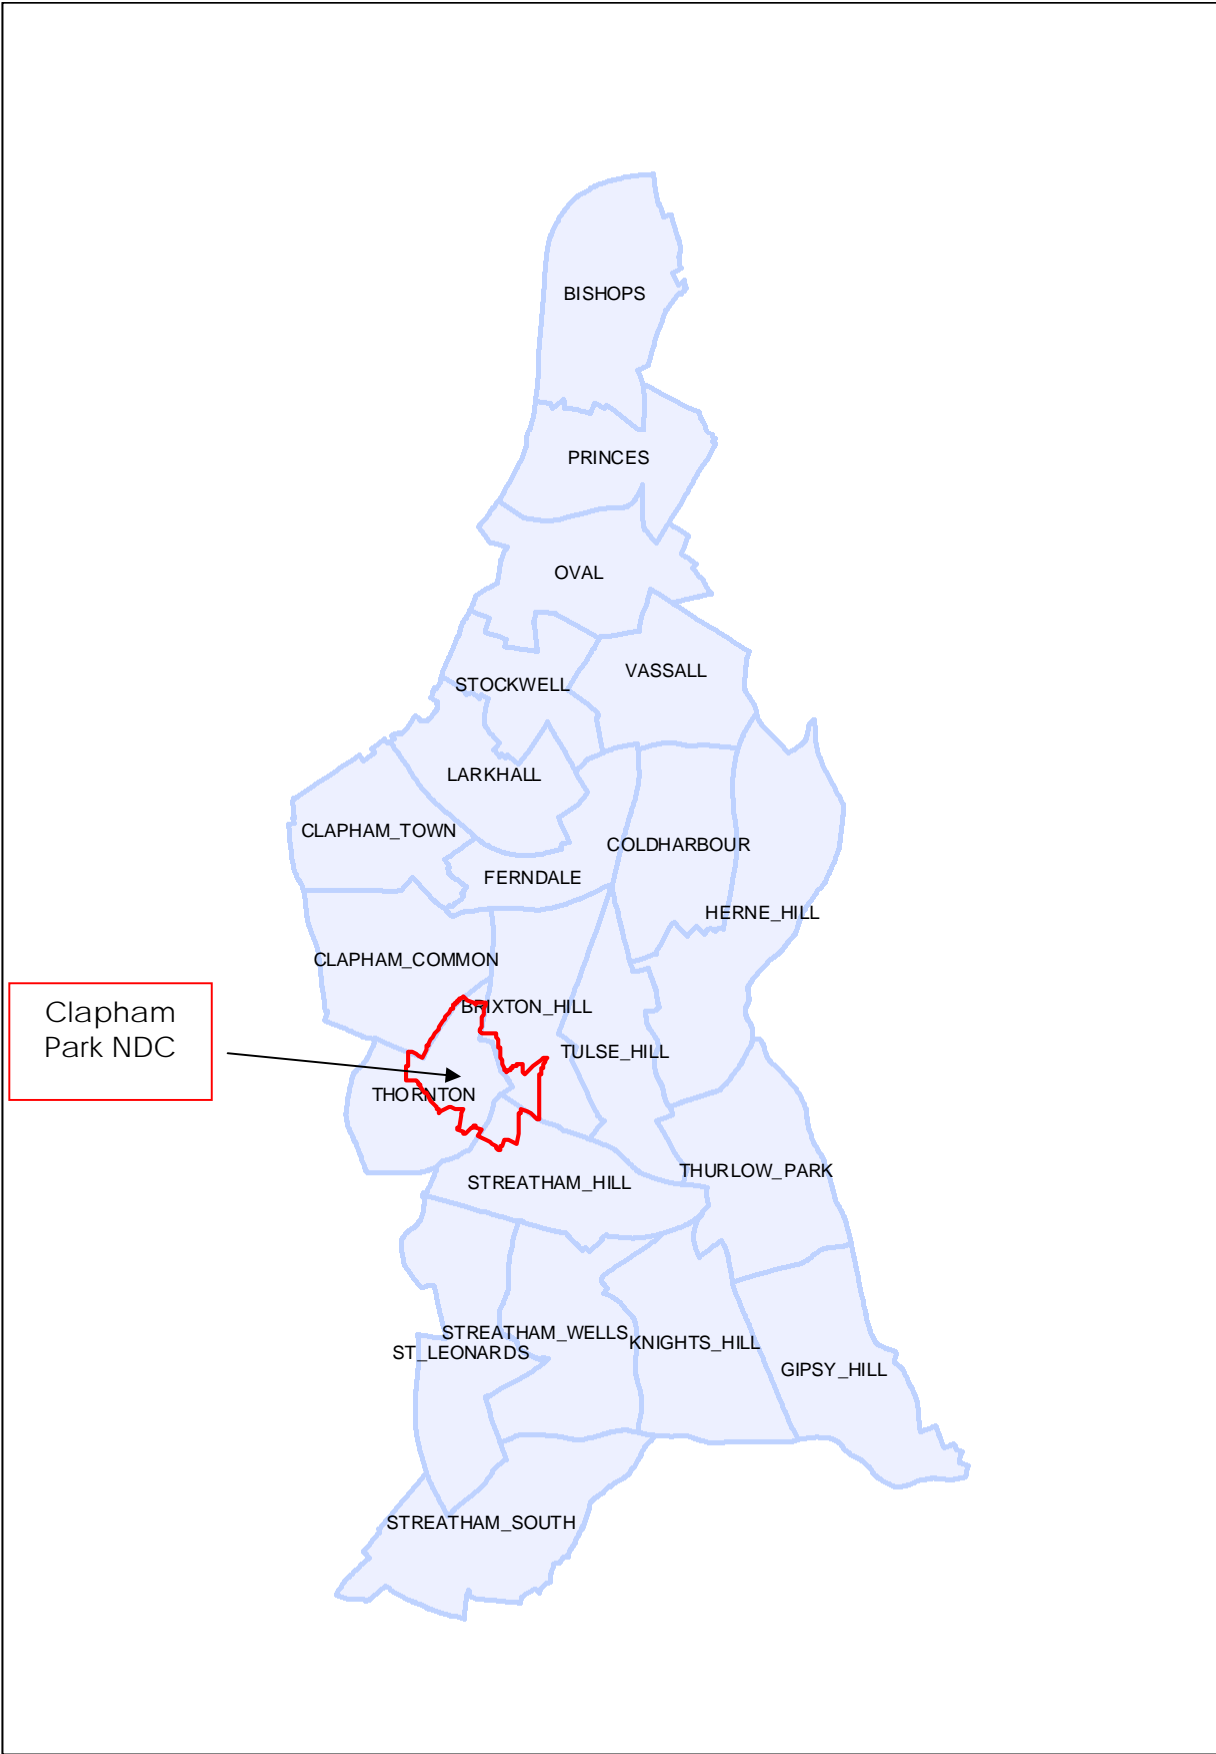 BISHOPS
PRINCES
OVAL
VASSALL
STOCKWELL
LARKHALL
CLAPHAM_TOWN
COLDHARBOUR
FERNDALE
HERNE_HILL
CLAPHAM_COMMON
Clapham
Park NDC
BRIXTON_HILL
TULSE_HILL
THORNTON
THURLOW_PARK
STREATHAM_HILL
STREATHAM_WELLS
KNIGHTS_HILL
ST_LEONARDS
GIPSY_HILL
STREATHAM_SOUTH